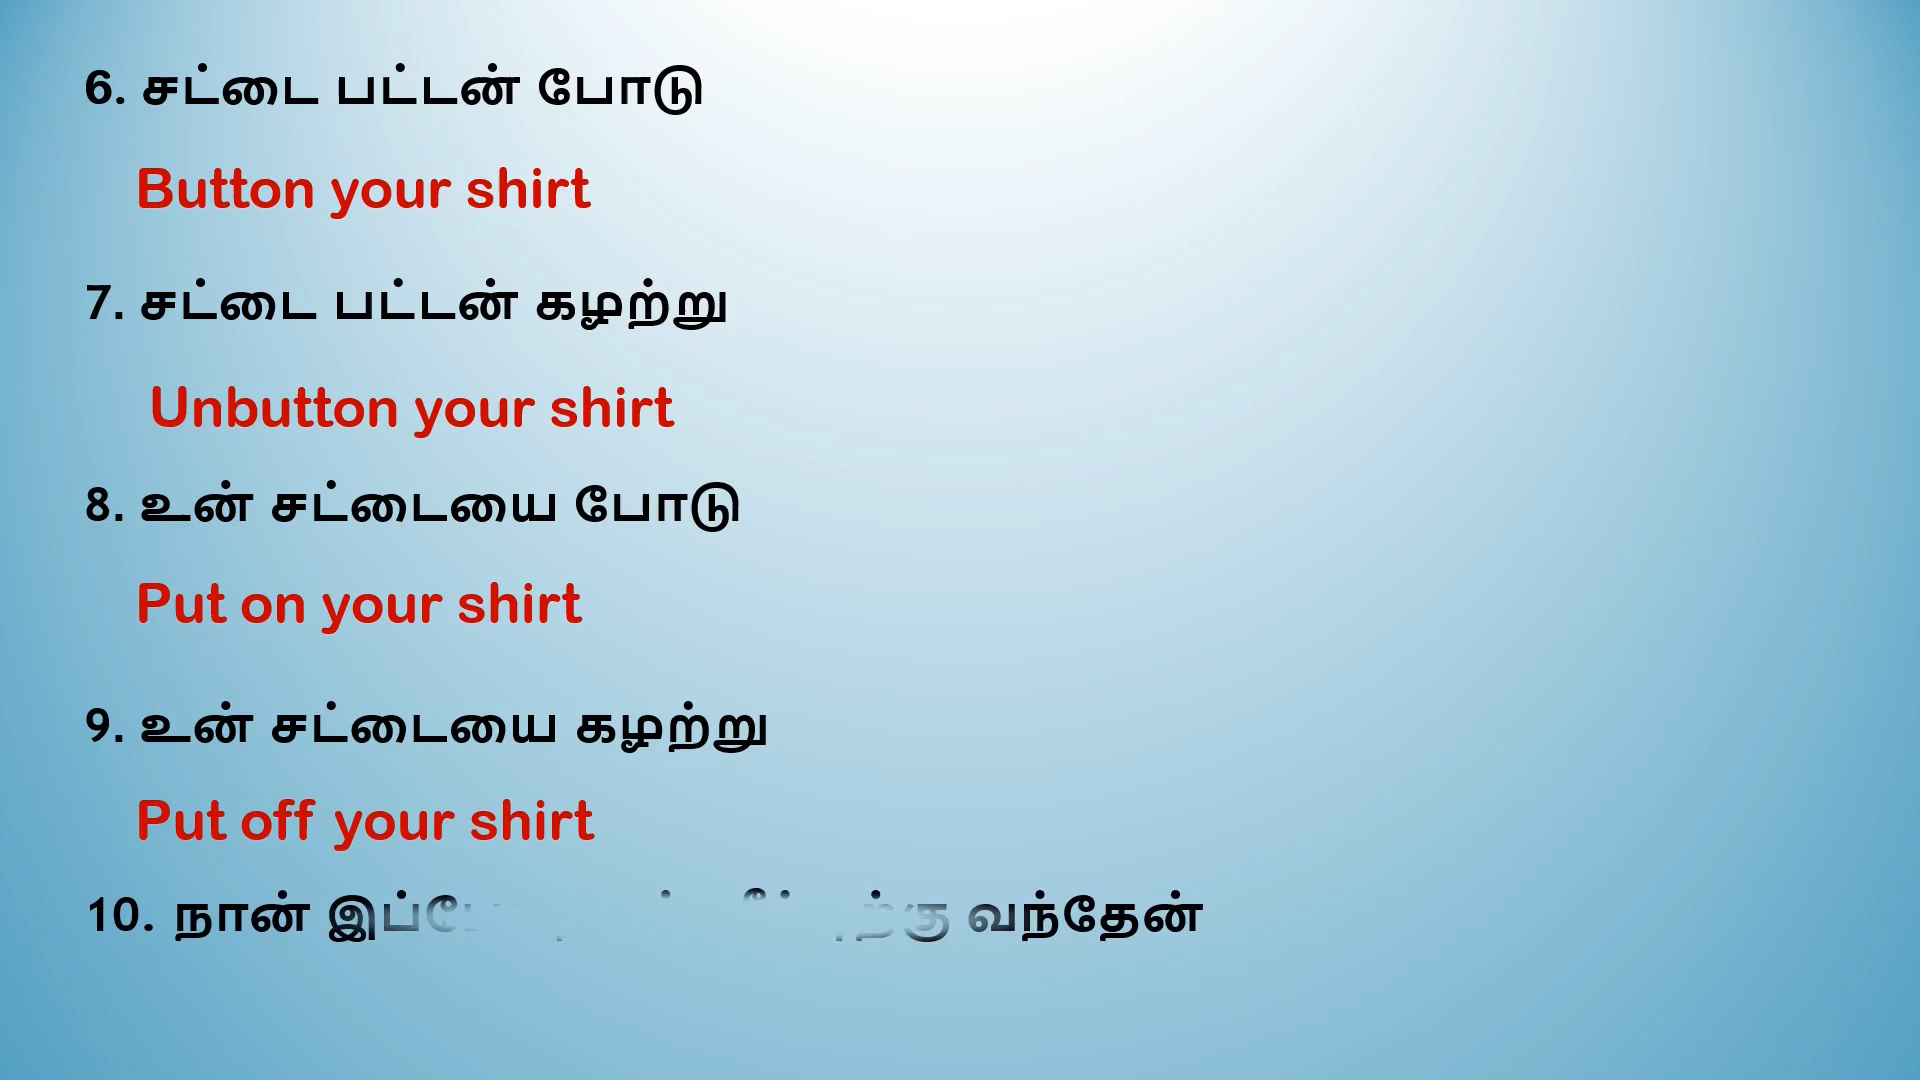 6. சட்டை பட்டன் போடு
Button your shirt
7. சட்டை பட்டன் கழற்று
Unbutton your shirt
8. உன் சட்டையை போடு
Put on your shirt
9. உன் சட்டையை கழற்று
Put off your shirt
10. நான் வந்தேன்